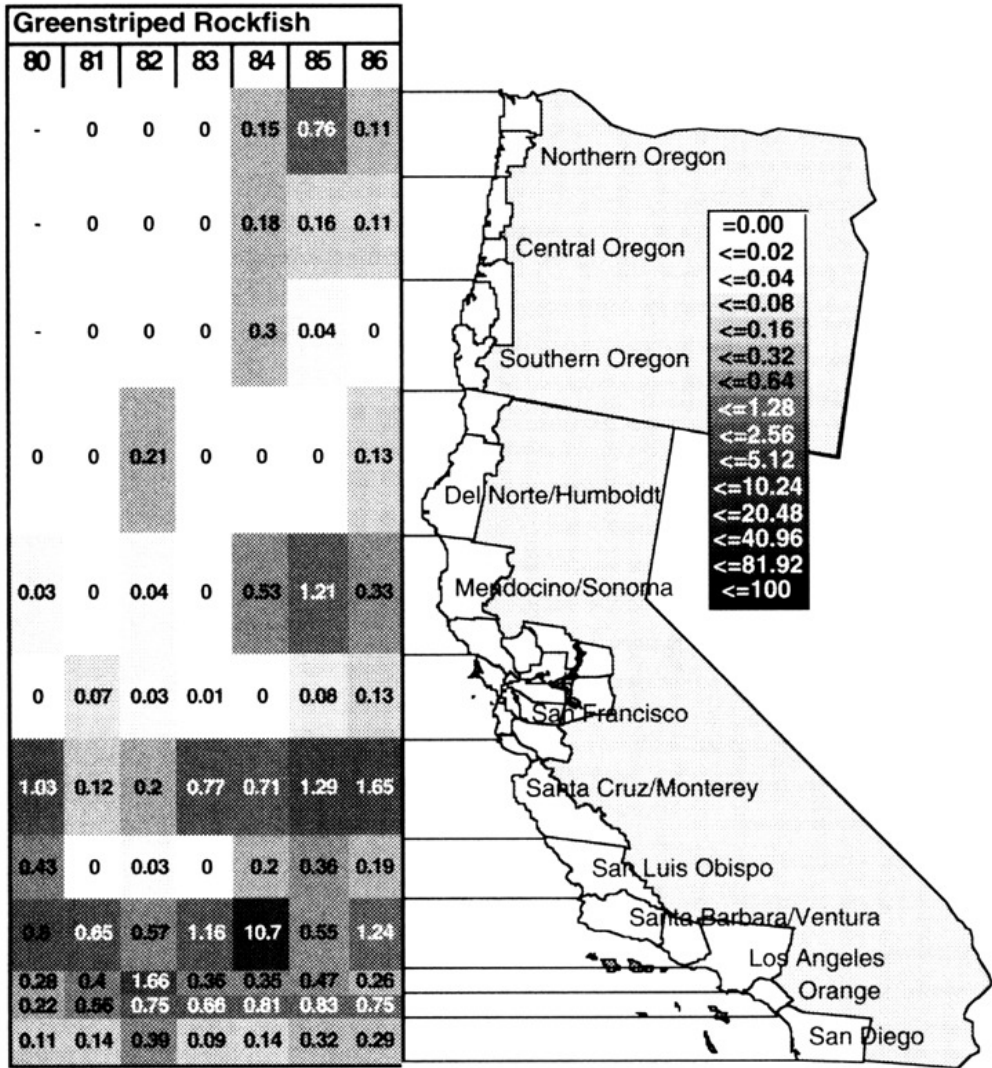 Greenstriped Rockfish
80 81 82 83 84 85 86
- 0 0 0 0.15 0.76 0.11
Northern Oregon
- 0 0 0 0.18 0.16 0.11
Central Oregon
- 0 0 0 0.3 0.04 0
Southern Oregon
0 0 0.21 0 0 0 0.13
Del Norte/Humboldt
0.03 0 0.04 0 0.53 1.21 0.33
Mendocino/Sonoma
0 0.07 0.03 0.01 0 0.08 0.13
San Francisco
1.03 0.12 0.2 0.77 0.71 1.29 1.65
Santa Cruz/Monterey
0.43 0 0.03 0 0.2 0.36 0.19
San Luis Obispo
0.65 0.57 1.16 10.7 0.55 1.24
Santa Barbara/Ventura
0.28 0.4 1.66 0.35 0.35 0.47 0.26
Los Angeles
0.22 0.56 0.75 0.66 0.81 0.83 0.75
Orange
0.11 0.14 0.39 0.09 0.14 0.32 0.29
San Diego
=0.00
<=0.02
<=0.04
<=0.08
<=0.16
<=0.32
<=0.64
<=1.28
<=2.56
<=5.12
<=10.24
<=20.48
<=40.96
<=81.92
<=100